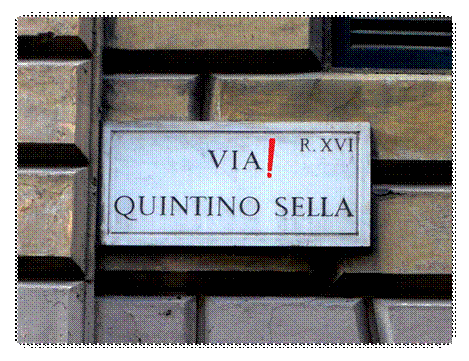 R. XVI
VIA!
QUINTINO SELLA